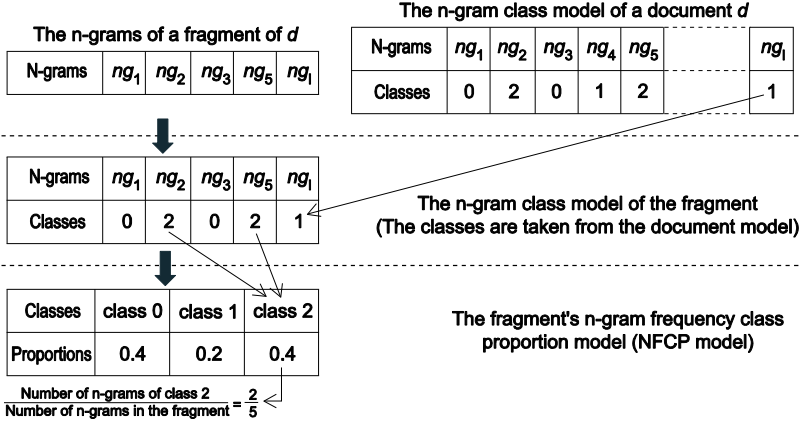 The n-grams of a fragment of d
N-grams ng1 ng2 ng3 ng5 ngl
The n-gram class model of a document d
N-grams ng1 ng2 ng3 ng4 ng5 ngl
Classes 0 2 0 1 2 1
N-grams ng1 ng2 ng3 ng5 ngl
Classes 0 2 0 2 1
The n-gram class model of the fragment
(The classes are taken from the document model)
Classes class 0 class 1 class 2
Proportions 0.4 0.2 0.4
The fragment's n-gram frequency class
proportion model (NFCP model)
Number of n-grams of class 2
Number of n-grams in the fragment
= 2
5